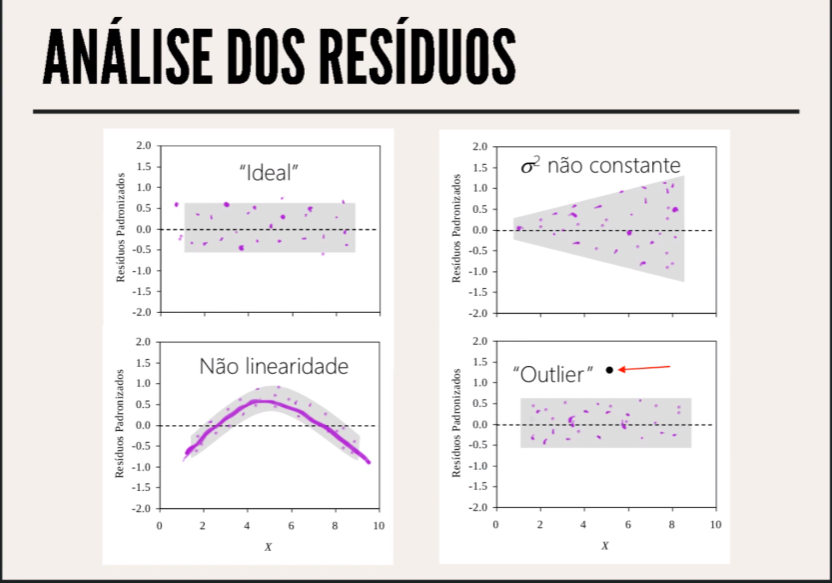 ANÁLISE DOS RESÍDUOS
Resíduos Padronizados
2.0
1.5
1.0
0.5
0.0
-0.5
-1.0
-1.5
-2.0
“Ideal”
Resíduos Padronizados
2.0
1.5
1.0
0.5
0.0
-0.5
-1.0
-1.5
-2.0
σ² não constante
Resíduos Padronizados
2.0
1.5
1.0
0.5
0.0
-0.5
-1.0
-1.5
-2.0
Não linearidade
0 2 4 6 8 10
X
Resíduos Padronizados
2.0
1.5
1.0
0.5
0.0
-0.5
-1.0
-1.5
-2.0
“Outlier”
0 2 4 6 8 10
X